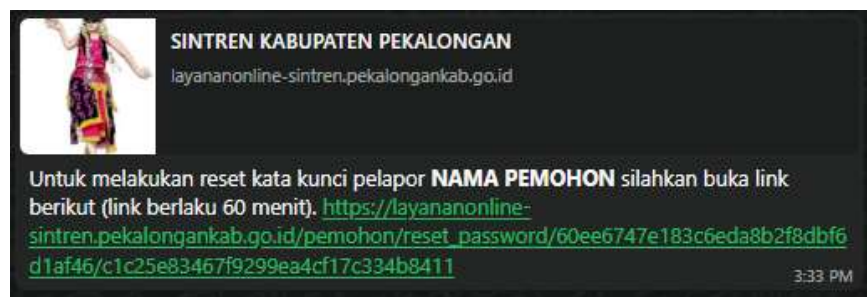 SINTREN KABUPATEN PEKALONGAN
layananonline-sintren.pekalongankab.go.id
Untuk melakukan reset kata kunci pelapor NAMA PEMOHON silahkan buka link
berikut (link berlaku 60 menit). https://layananonline-
sintren.pekalongankab.go.id/pemohon/reset_password/60ee6747e183c6eda8b2f8dbf6
d1af46/c1c25e83467f9299ea4cf17c334b8411
3:33 PM